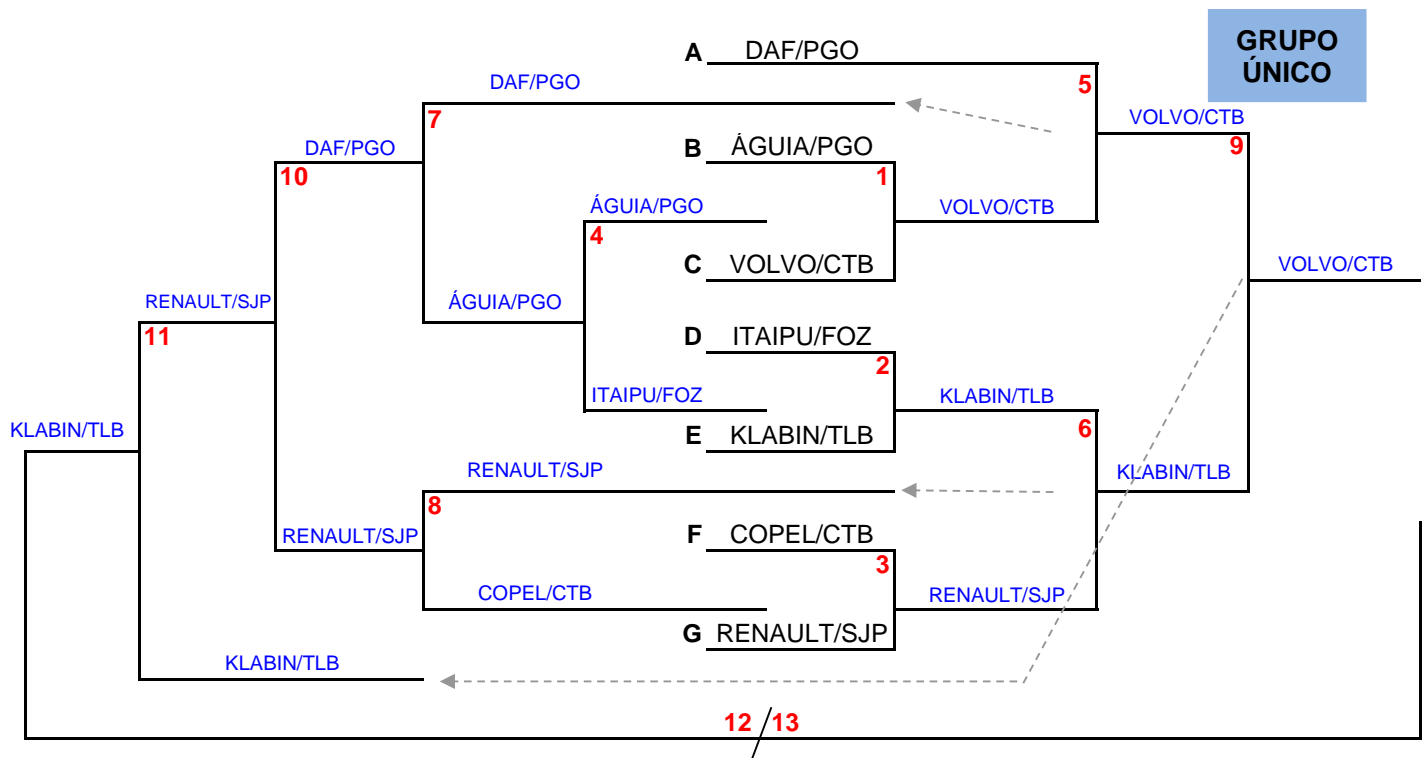 GRUPO
ÚNICO
A DAF/PGO
5
DAF/PGO
7
VOLVO/CTB
9
B ÁGUIA/PGO
1
DAF/PGO
10
ÁGUIA/PGO
4
VOLVO/CTB
C VOLVO/CTB
VOLVO/CTB
RENAULT/SJP
11
ÁGUIA/PGO
D ITAIPU/FOZ
2
ITAIPU/FOZ
KLABIN/TLB
6
KLABIN/TLB
E KLABIN/TLB
RENAULT/SJP
8
KLABIN/TLB
RENAULT/SJP
F COPEL/CTB
3
COPEL/CTB
RENAULT/SJP
G RENAULT/SJP
KLABIN/TLB
12 / 13